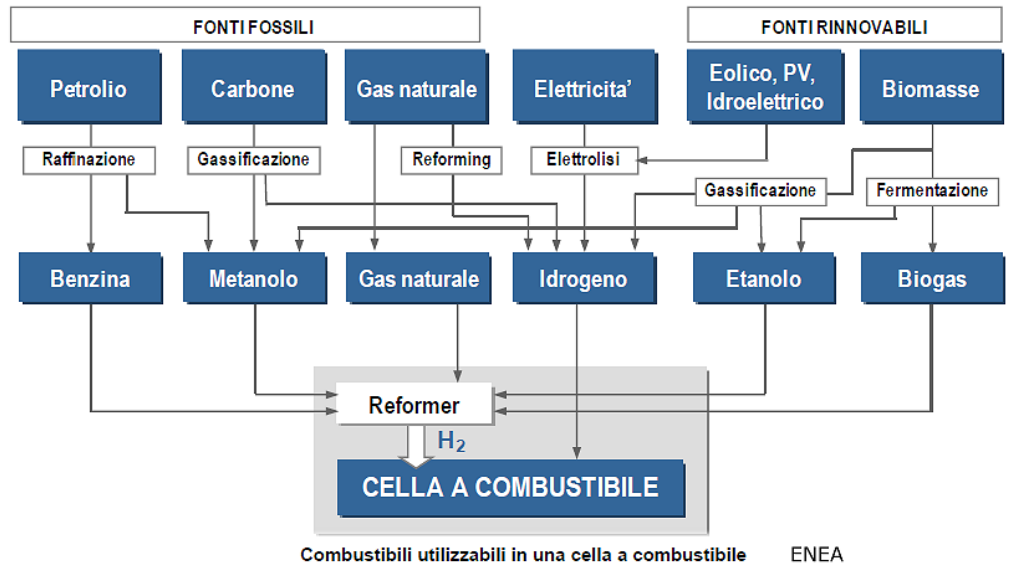 FONTI FOSSILI
FONTI RINNOVABILI
Petrolio
Carbone
Gas naturale
Elettricita’
Eolico, PV,
Idroelettrico
Biomasse
Raffinazione
Gassificazione
Reforming
Elettrolisi
Gassificazione
Fermentazione
Benzina
Metanolo
Gas naturale
Idrogeno
Etanolo
Biogas
Reformer
H2
CELLA A COMBUSTIBILE
Combustibili utilizzabili in una cella a combustibile
ENEA